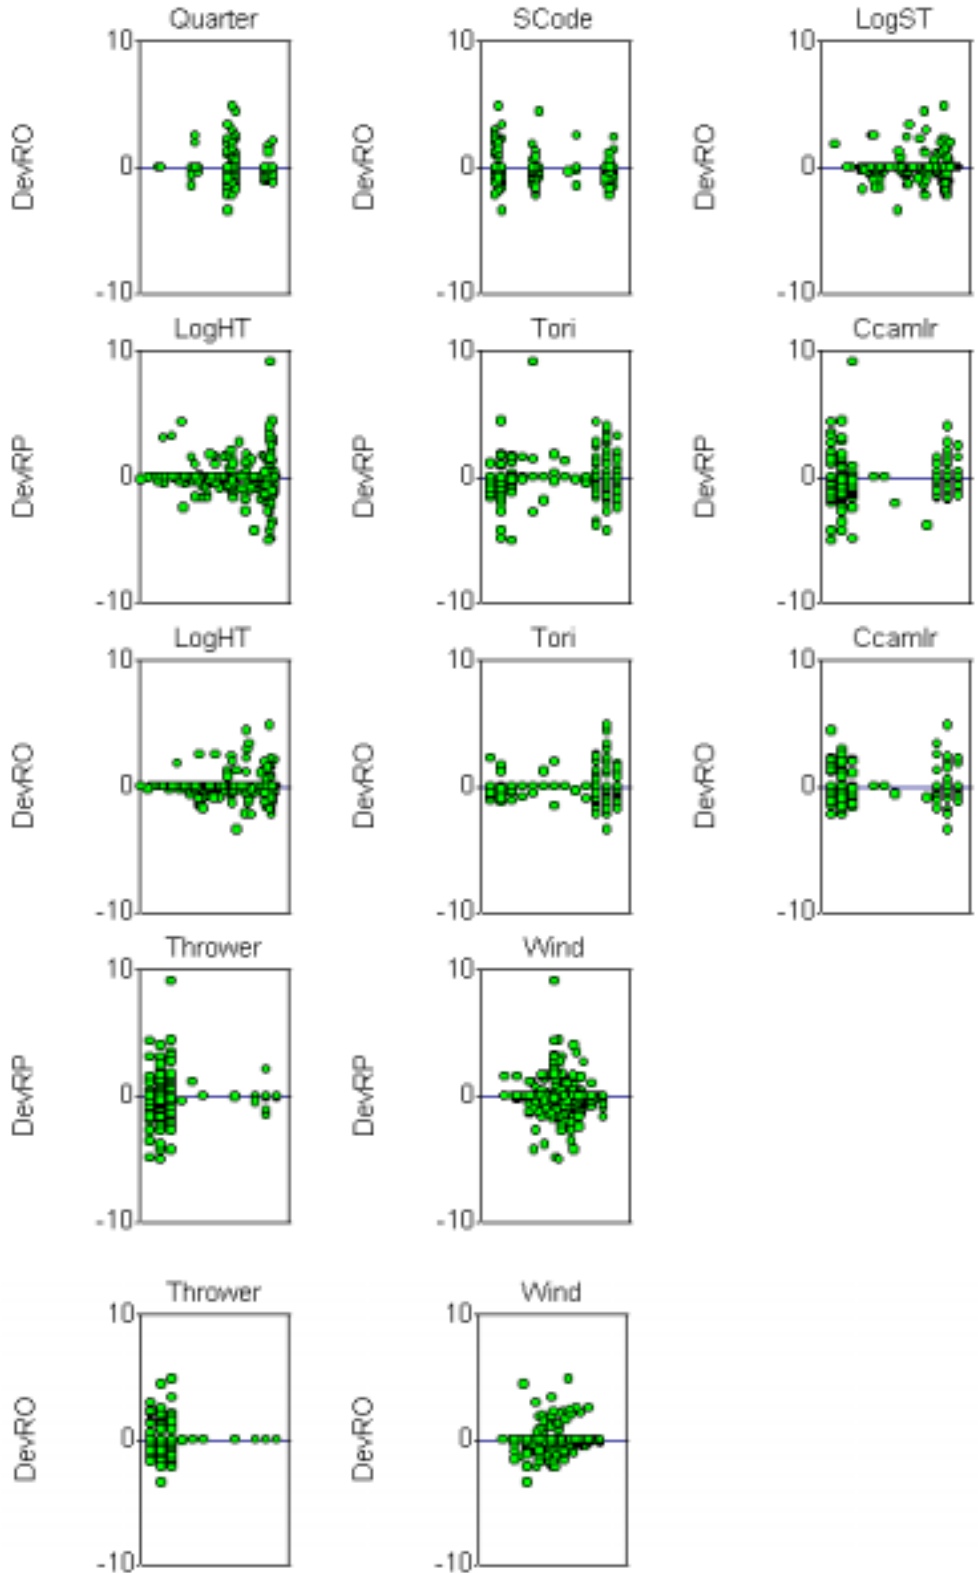 Quarter SCode LogST
10 10 10
DevRO DevRO DevRO
0 0 0
-10 -10 -10
LogHT Tori Ccamlr
10 10 10
DevRP DevRP DevRP
0 0 0
-10 -10 -10
LogHT Tori Ccamlr
10 10 10
DevRO DevRO DevRO
0 0 0
-10 -10 -10
Thrower Wind
10 10
DevRP DevRP
0 0
-10 -10
Thrower Wind
10 10
DevRO DevRO
0 0
-10 -10